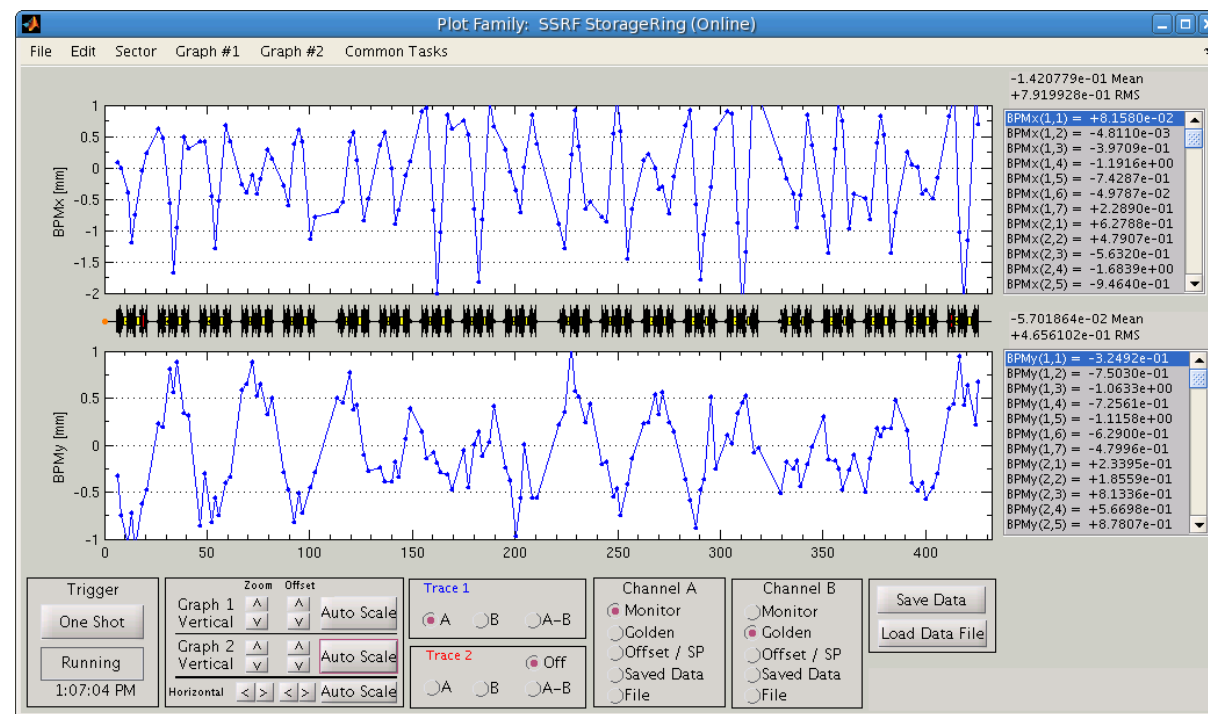 Plot Family: SSRF StorageRing (Online)
File Edit Sector Graph #1 Graph #2 Common Tasks
-1.420779e-01 Mean
+7.919928e-01 RMS
BPMx [mm]
1
0.5
0
-0.5
-1
-1.5
-2
BPMx(1,1) = +8.1580e-02
BPMx(1,2) = -4.8110e-03
BPMx(1,3) = -3.9709e-01
BPMx(1,4) = -1.1916e+00
BPMx(1,5) = -7.4287e-01
BPMx(1,6) = -4.9787e-02
BPMx(1,7) = +2.2890e-01
BPMx(2,1) = +6.2788e-01
BPMx(2,2) = +4.7907e-01
BPMx(2,3) = -5.6320e-01
BPMx(2,4) = -1.6839e+00
BPMx(2,5) = -9.4640e-01
-5.701864e-02 Mean
+4.656102e-01 RMS
BPMy [mm]
1
0.5
0
-0.5
-1
0 50 100 150 200 250 300 350 400
BPMy(1,1) = -3.2492e-01
BPMy(1,2) = -7.5030e-01
BPMy(1,3) = -1.0633e+00
BPMy(1,4) = -7.2561e-01
BPMy(1,5) = -1.1158e+00
BPMy(1,6) = -6.2900e-01
BPMy(1,7) = -4.7996e-01
BPMy(2,1) = +2.3395e-01
BPMy(2,2) = +1.8559e-01
BPMy(2,3) = +8.1336e-01
BPMy(2,4) = +5.6698e-01
BPMy(2,5) = +8.7807e-01
Trigger
One Shot
Running
1:07:04 PM
Zoom Offset
Graph 1
Vertical
^ ^
v v
Auto Scale
Graph 2
Vertical
^ ^
v v
Auto Scale
Horizontal < > < > Auto Scale
Trace 1
A B A-B
Trace 2
Off
A B A-B
Channel A
Monitor
Golden
Offset / SP
Saved Data
File
Channel B
Monitor
Golden
Offset / SP
Saved Data
File
Save Data
Load Data File